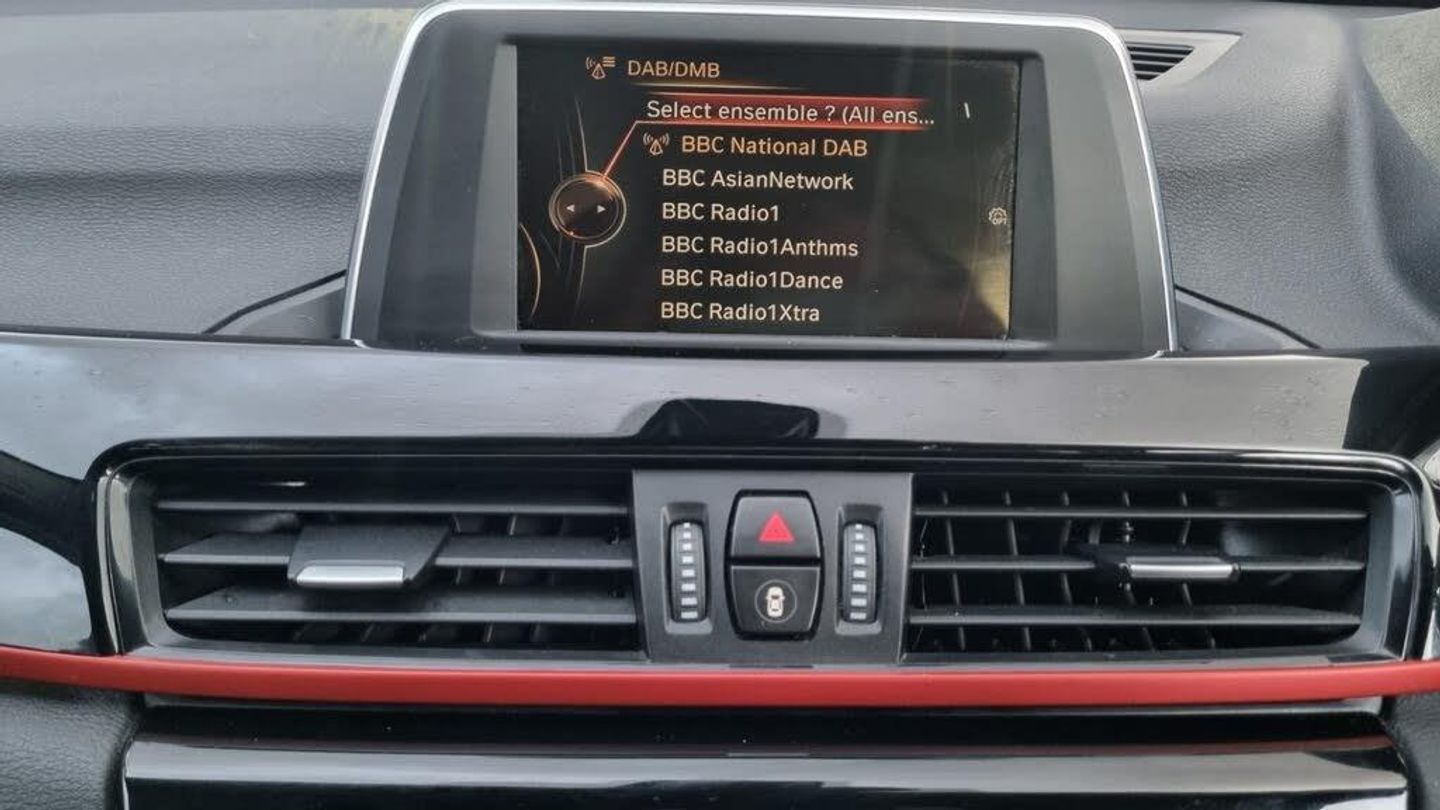 DAB/DMB
Select ensemble ? (All ens...
BBC National DAB
BBC AsianNetwork
BBC Radio1
OPT
BBC Radio1Anthms
BBC Radio1Dance
BBC Radio1Xtra